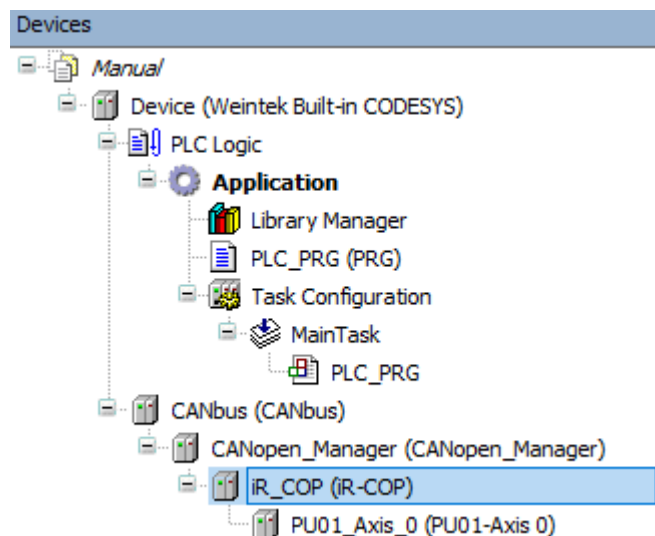 Devices
Manual
Device (Weintek Built-in CODESYS)
PLC Logic
Application
Library Manager
PLC_PRG (PRG)
Task Configuration
MainTask
PLC_PRG
CANbus (CANbus)
CANopen_Manager (CANopen_Manager)
iR_COP (iR-COP)
PU01_Axis_0 (PU01-Axis 0)